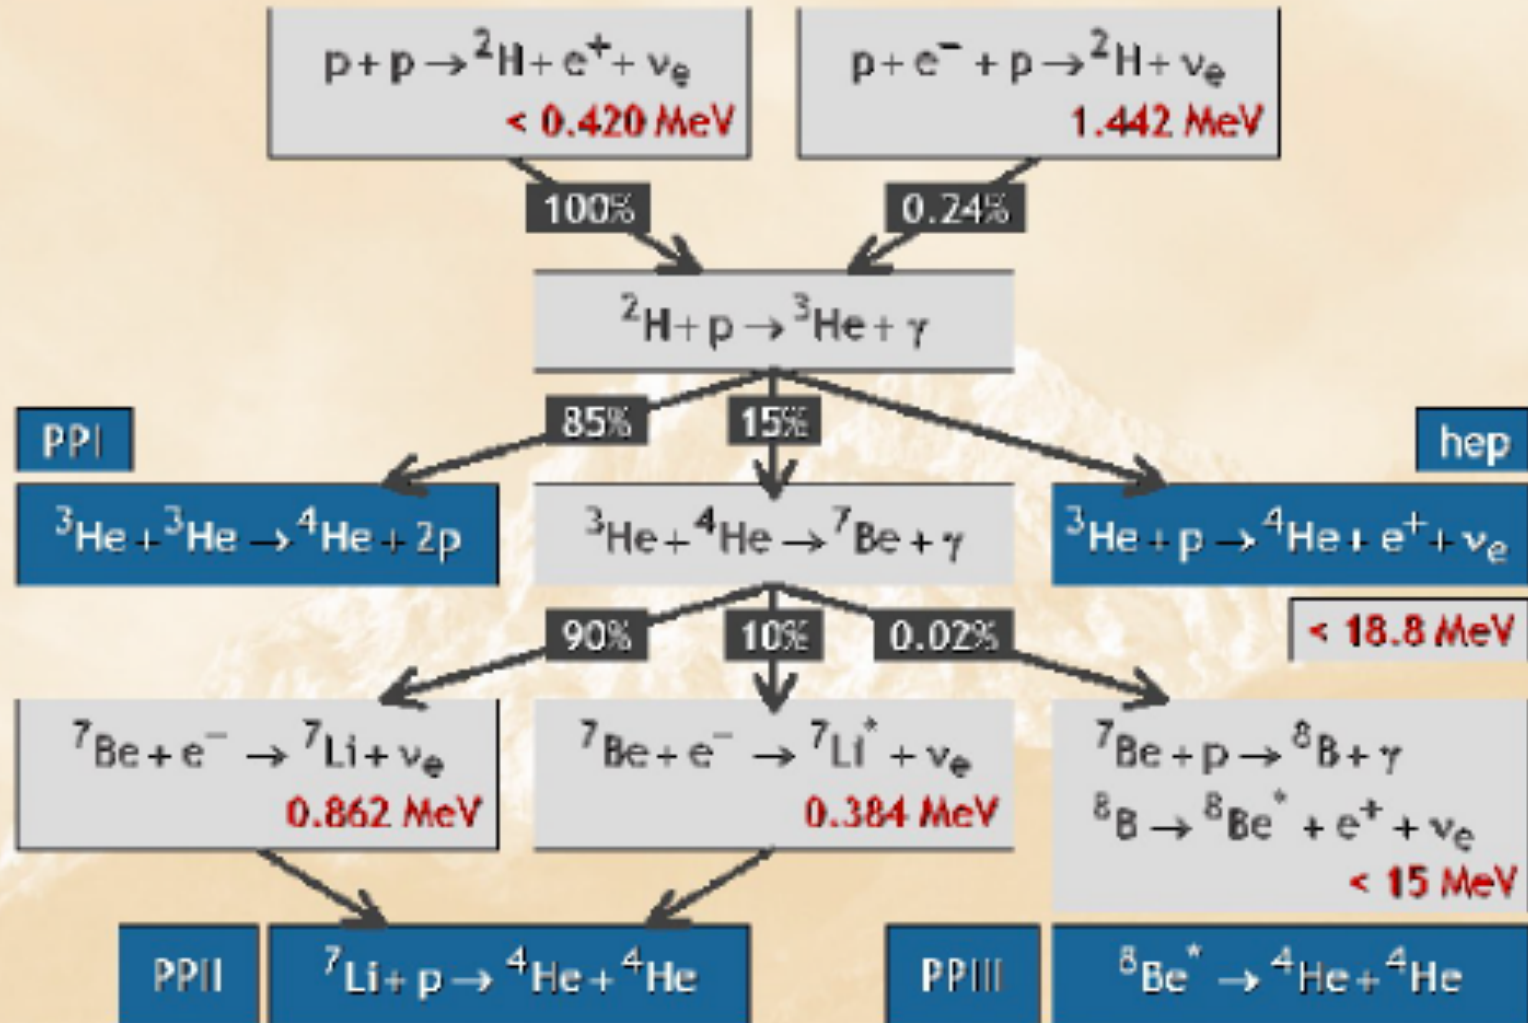 p + p → ²H + e⁺ + νₑ
< 0.420 MeV
p + e⁻ + p → ²H + νₑ
1.442 MeV
100%
0.24%
²H + p → ³He + γ
85%
15%
PPI
hep
³He + ³He → ⁴He + 2p
³He + ⁴He → ⁷Be + γ
³He + p → ⁴He + e⁺ + νₑ
< 18.8 MeV
90%
10%
0.02%
⁷Be + e⁻ → ⁷Li + νₑ
0.862 MeV
⁷Be + e⁻ → ⁷Li* + νₑ
0.384 MeV
⁷Be + p → ⁸B + γ
⁸B → ⁸Be* + e⁺ + νₑ
< 15 MeV
PPII
⁷Li + p → ⁴He + ⁴He
PPIII
⁸Be* → ⁴He + ⁴He